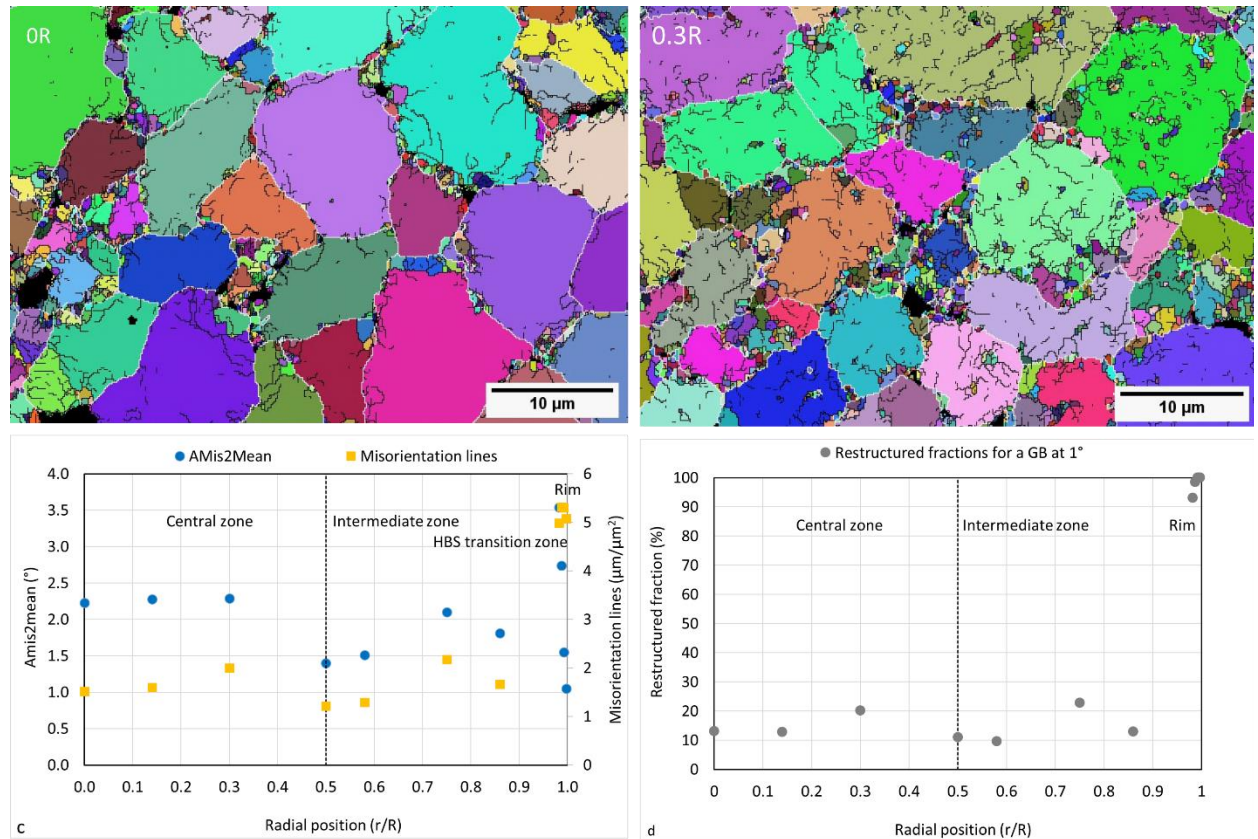 0R
0.3R
10 µm
10 µm
AMis2Mean
Misorientation lines
Restructured fractions for a GB at 1°
4.0
3.5
3.0
2.5
2.0
1.5
1.0
0.5
0.0
6
5
4
3
2
1
0
Rim
Central zone
Intermediate zone
HBS transition zone
Amis2mean (°)
Misorientation lines (µm/µm²)
0.0 0.1 0.2 0.3 0.4 0.5 0.6 0.7 0.8 0.9 1.0
Radial position (r/R)
c
100
90
80
70
60
50
40
30
20
10
0
Central zone
Intermediate zone
Rim
Restructured fraction (%)
0 0.1 0.2 0.3 0.4 0.5 0.6 0.7 0.8 0.9 1
Radial position (r/R)
d